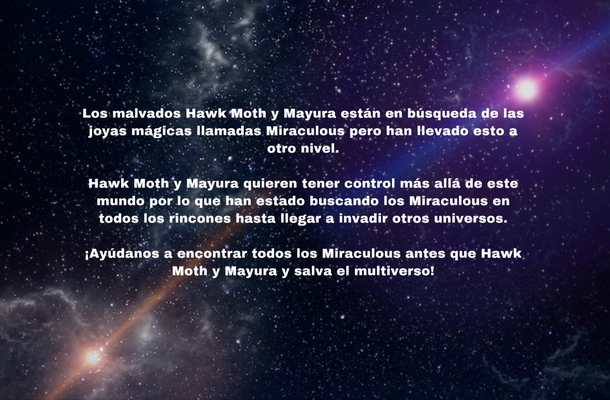 Los malvados Hawk Moth y Mayura están en búsqueda de las
joyas mágicas llamadas Miraculous pero han llevado esto a
otro nivel.
Hawk Moth y Mayura quieren tener control más allá de este
mundo por lo que han estado buscando los Miraculous en
todos los rincones hasta llegar a invadir otros universos.
¡Ayúdanos a encontrar todos los Miraculous antes que Hawk
Moth y Mayura y salva el multiverso!